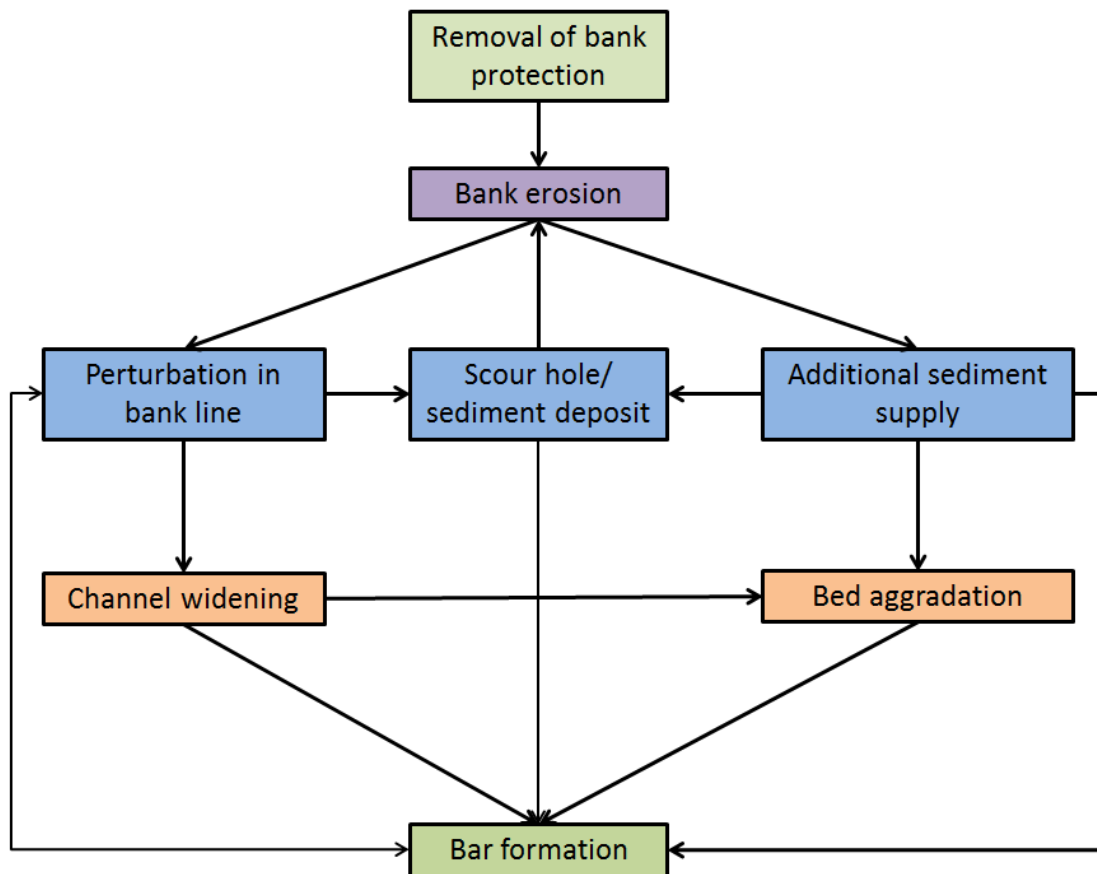 Removal of bank
protection
Bank erosion
Perturbation in
bank line
Scour hole/
sediment deposit
Additional sediment
supply
Channel widening
Bed aggradation
Bar formation